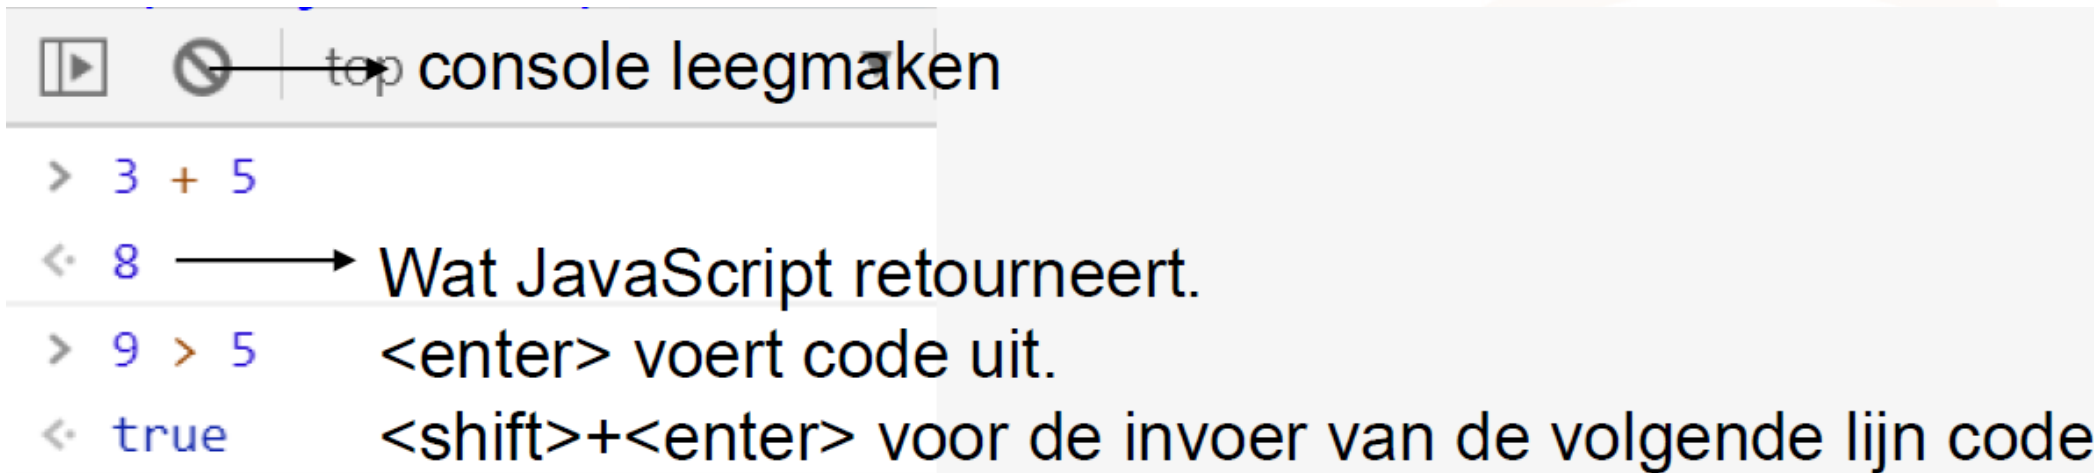 top console leegmaken
> 3 + 5
8 Wat JavaScript retourneert.
> 9 > 5 <enter> voert code uit.
true <shift>+<enter> voor de invoer van de volgende lijn code